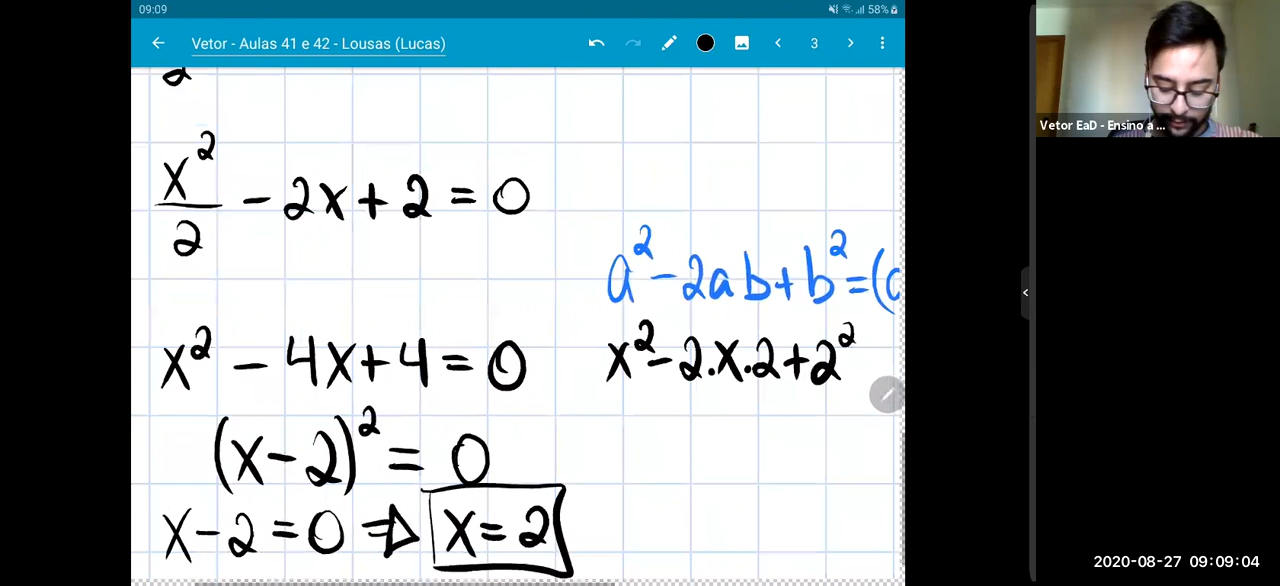 09:09
58%
Vetor - Aulas 41 e 42 - Lousas (Lucas)
3
2
x²/2 - 2x + 2 = 0
a² - 2ab + b² = (
x² - 4x + 4 = 0
x² - 2.x.2 + 2²
(x - 2)² = 0
x - 2 = 0 ⇒ x = 2
Vetor EaD - Ensino a ...
2020-08-27 09:09:04